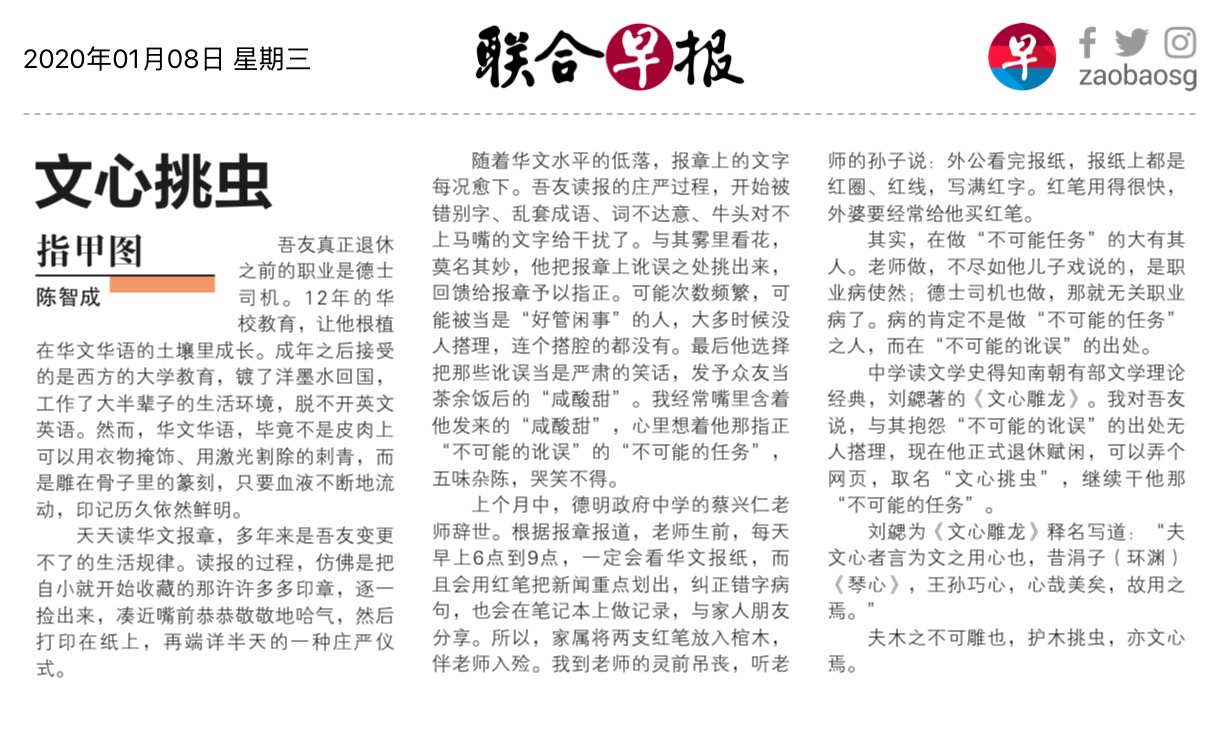 2020年01月08日 星期三
联合早报
早
zaobaosg
文心挑虫
指甲图
陈智成
吾友真正退休
之前的职业是德士
司机。12年的华
校教育，让他根植
在华文华语的土壤里成长。成年之后接受
的是西方的大学教育，镀了洋墨水回国，
工作了大半辈子的生活环境，脱不开英文
英语。然而，华文华语，毕竟不是皮肉上
可以用衣物掩饰、用激光割除的刺青，而
是雕在骨子里的篆刻，只要血液不断地流
动，印记历久依然鲜明。
天天读华文报章，多年来是吾友变更
不了的生活规律。读报的过程，仿佛是把
自小就开始收藏的那许许多多印章，逐一
捡出来，凑近嘴前恭恭敬敬地哈气，然后
打印在纸上，再端详半天的一种庄严仪
式。
随着华文水平的低落，报章上的文字
每况愈下。吾友读报的庄严过程，开始被
错别字、乱套成语、词不达意、牛头对不
上马嘴的文字给干扰了。与其雾里看花，
莫名其妙，他把报章上讹误之处挑出来，
回馈给报章予以指正。可能次数频繁，可
能被当是“好管闲事”的人，大多时候没
人搭理，连个搭腔的都没有。最后他选择
把那些讹误当是严肃的笑话，发予众友当
茶余饭后的“咸酸甜”。我经常嘴里含着
他发来的“咸酸甜”，心里想着他那指正
“不可能的讹误”的“不可能的任务”，
五味杂陈，哭笑不得。
上个月中，德明政府中学的蔡兴仁老
师辞世。根据报章报道，老师生前，每天
早上6点到9点，一定会看华文报纸，而
且会用红笔把新闻重点划出，纠正错字病
句，也会在笔记本上做记录，与家人朋友
分享。所以，家属将两支红笔放入棺木，
伴老师入殓。我到老师的灵前吊丧，听老
师的孙子说：外公看完报纸，报纸上都是
红圈、红线，写满红字。红笔用得很快，
外婆要经常给他买红笔。
其实，在做“不可能任务”的大有其
人。老师做，不尽如他儿子戏说的，是职
业病使然；德士司机也做，那就无关职业
病了。病的肯定不是做“不可能的任务”
之人，而在“不可能的讹误”的出处。
中学读文学史得知南朝有部文学理论
经典，刘勰著的《文心雕龙》。我对吾友
说，与其抱怨“不可能的讹误”的出处无
人搭理，现在他正式退休赋闲，可以弄个
网页，取名“文心挑虫”，继续干他那
“不可能的任务”。
刘勰为《文心雕龙》释名写道：“夫
文心者言为文之用心也，昔涓子（环渊）
《琴心》，王孙巧心，心哉美矣，故用之
焉。”
夫木之不可雕也，护木挑虫，亦文心
焉。